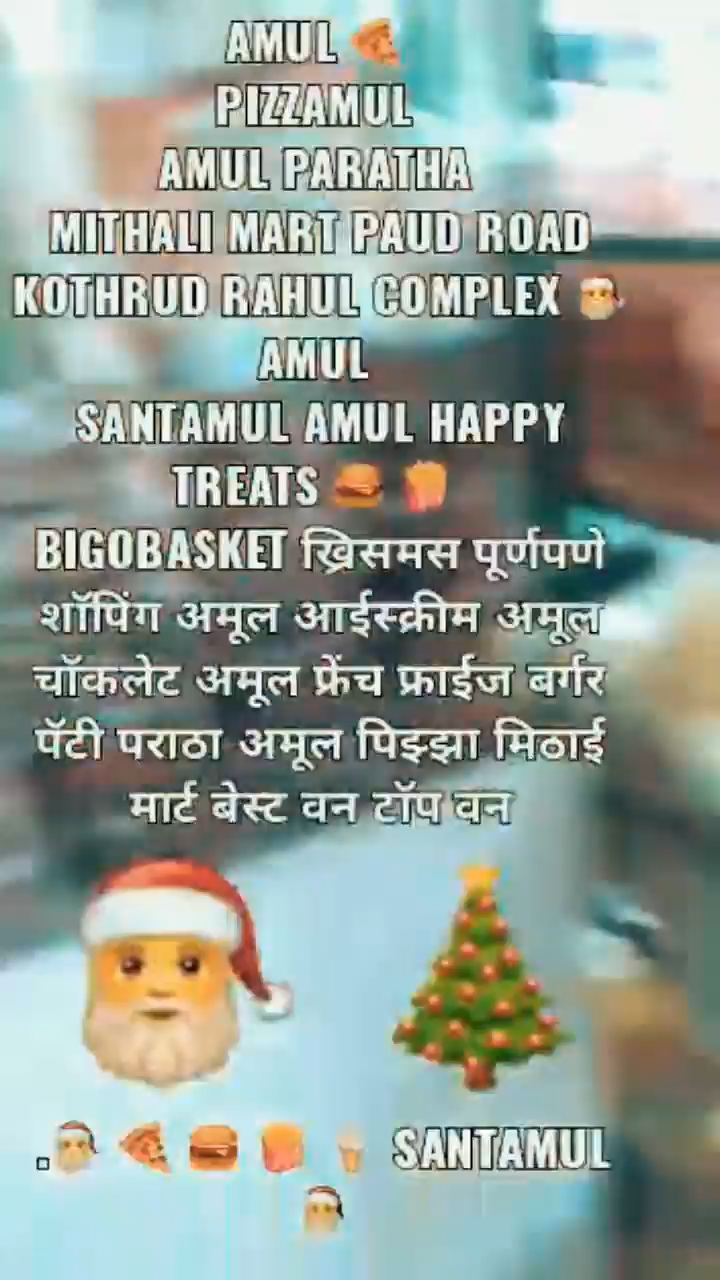 AMUL 🍕
PIZZAMUL
AMUL PARATHA
MITHALI MART PAUD ROAD
KOTHRUD RAHUL COMPLEX 🎅
AMUL
SANTAMUL AMUL HAPPY
TREATS 🍔 🍟
BIGOBASKET ख्रिसमस पूर्णपणे
शॉपिंग अमूल आईस्क्रीम अमूल
चॉकलेट अमूल फ्रेंच फ्राईज बर्गर
पॅटी पराठा अमूल पिझ्झा मिठाई
मार्ट बेस्ट वन टॉप वन
🎅 🎄
.🎅 🍕 🍔 🍟 🍦 SANTAMUL
🎅